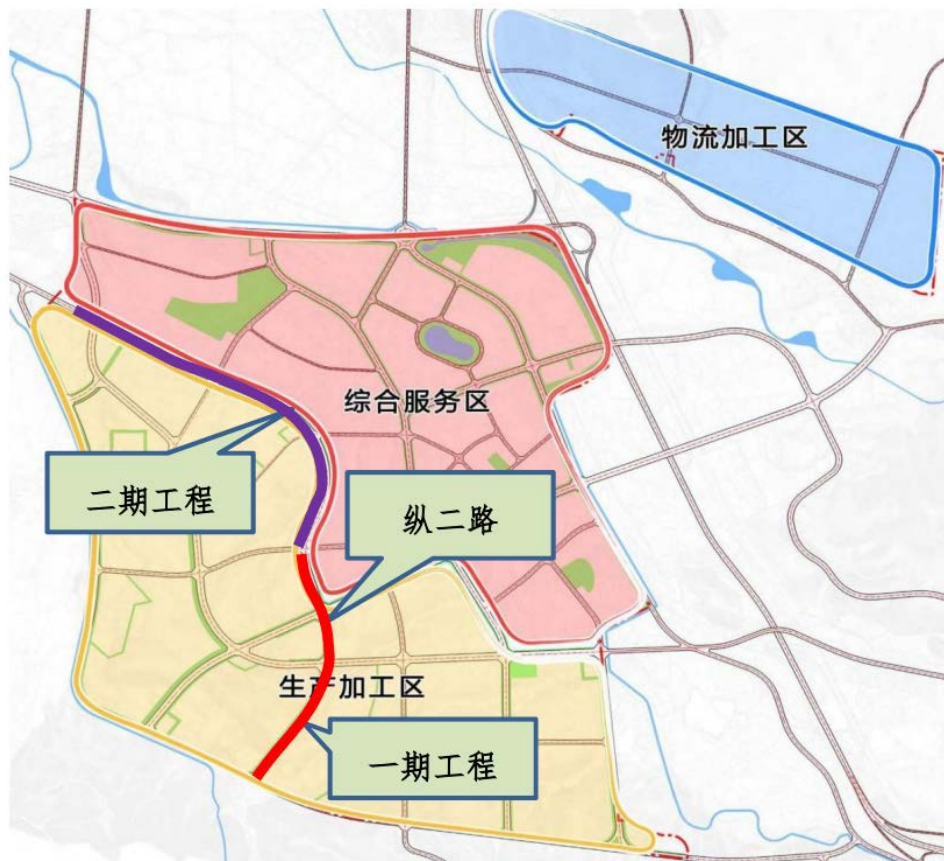 物流加工区
综合服务区
二期工程
纵二路
生产加工区
一期工程